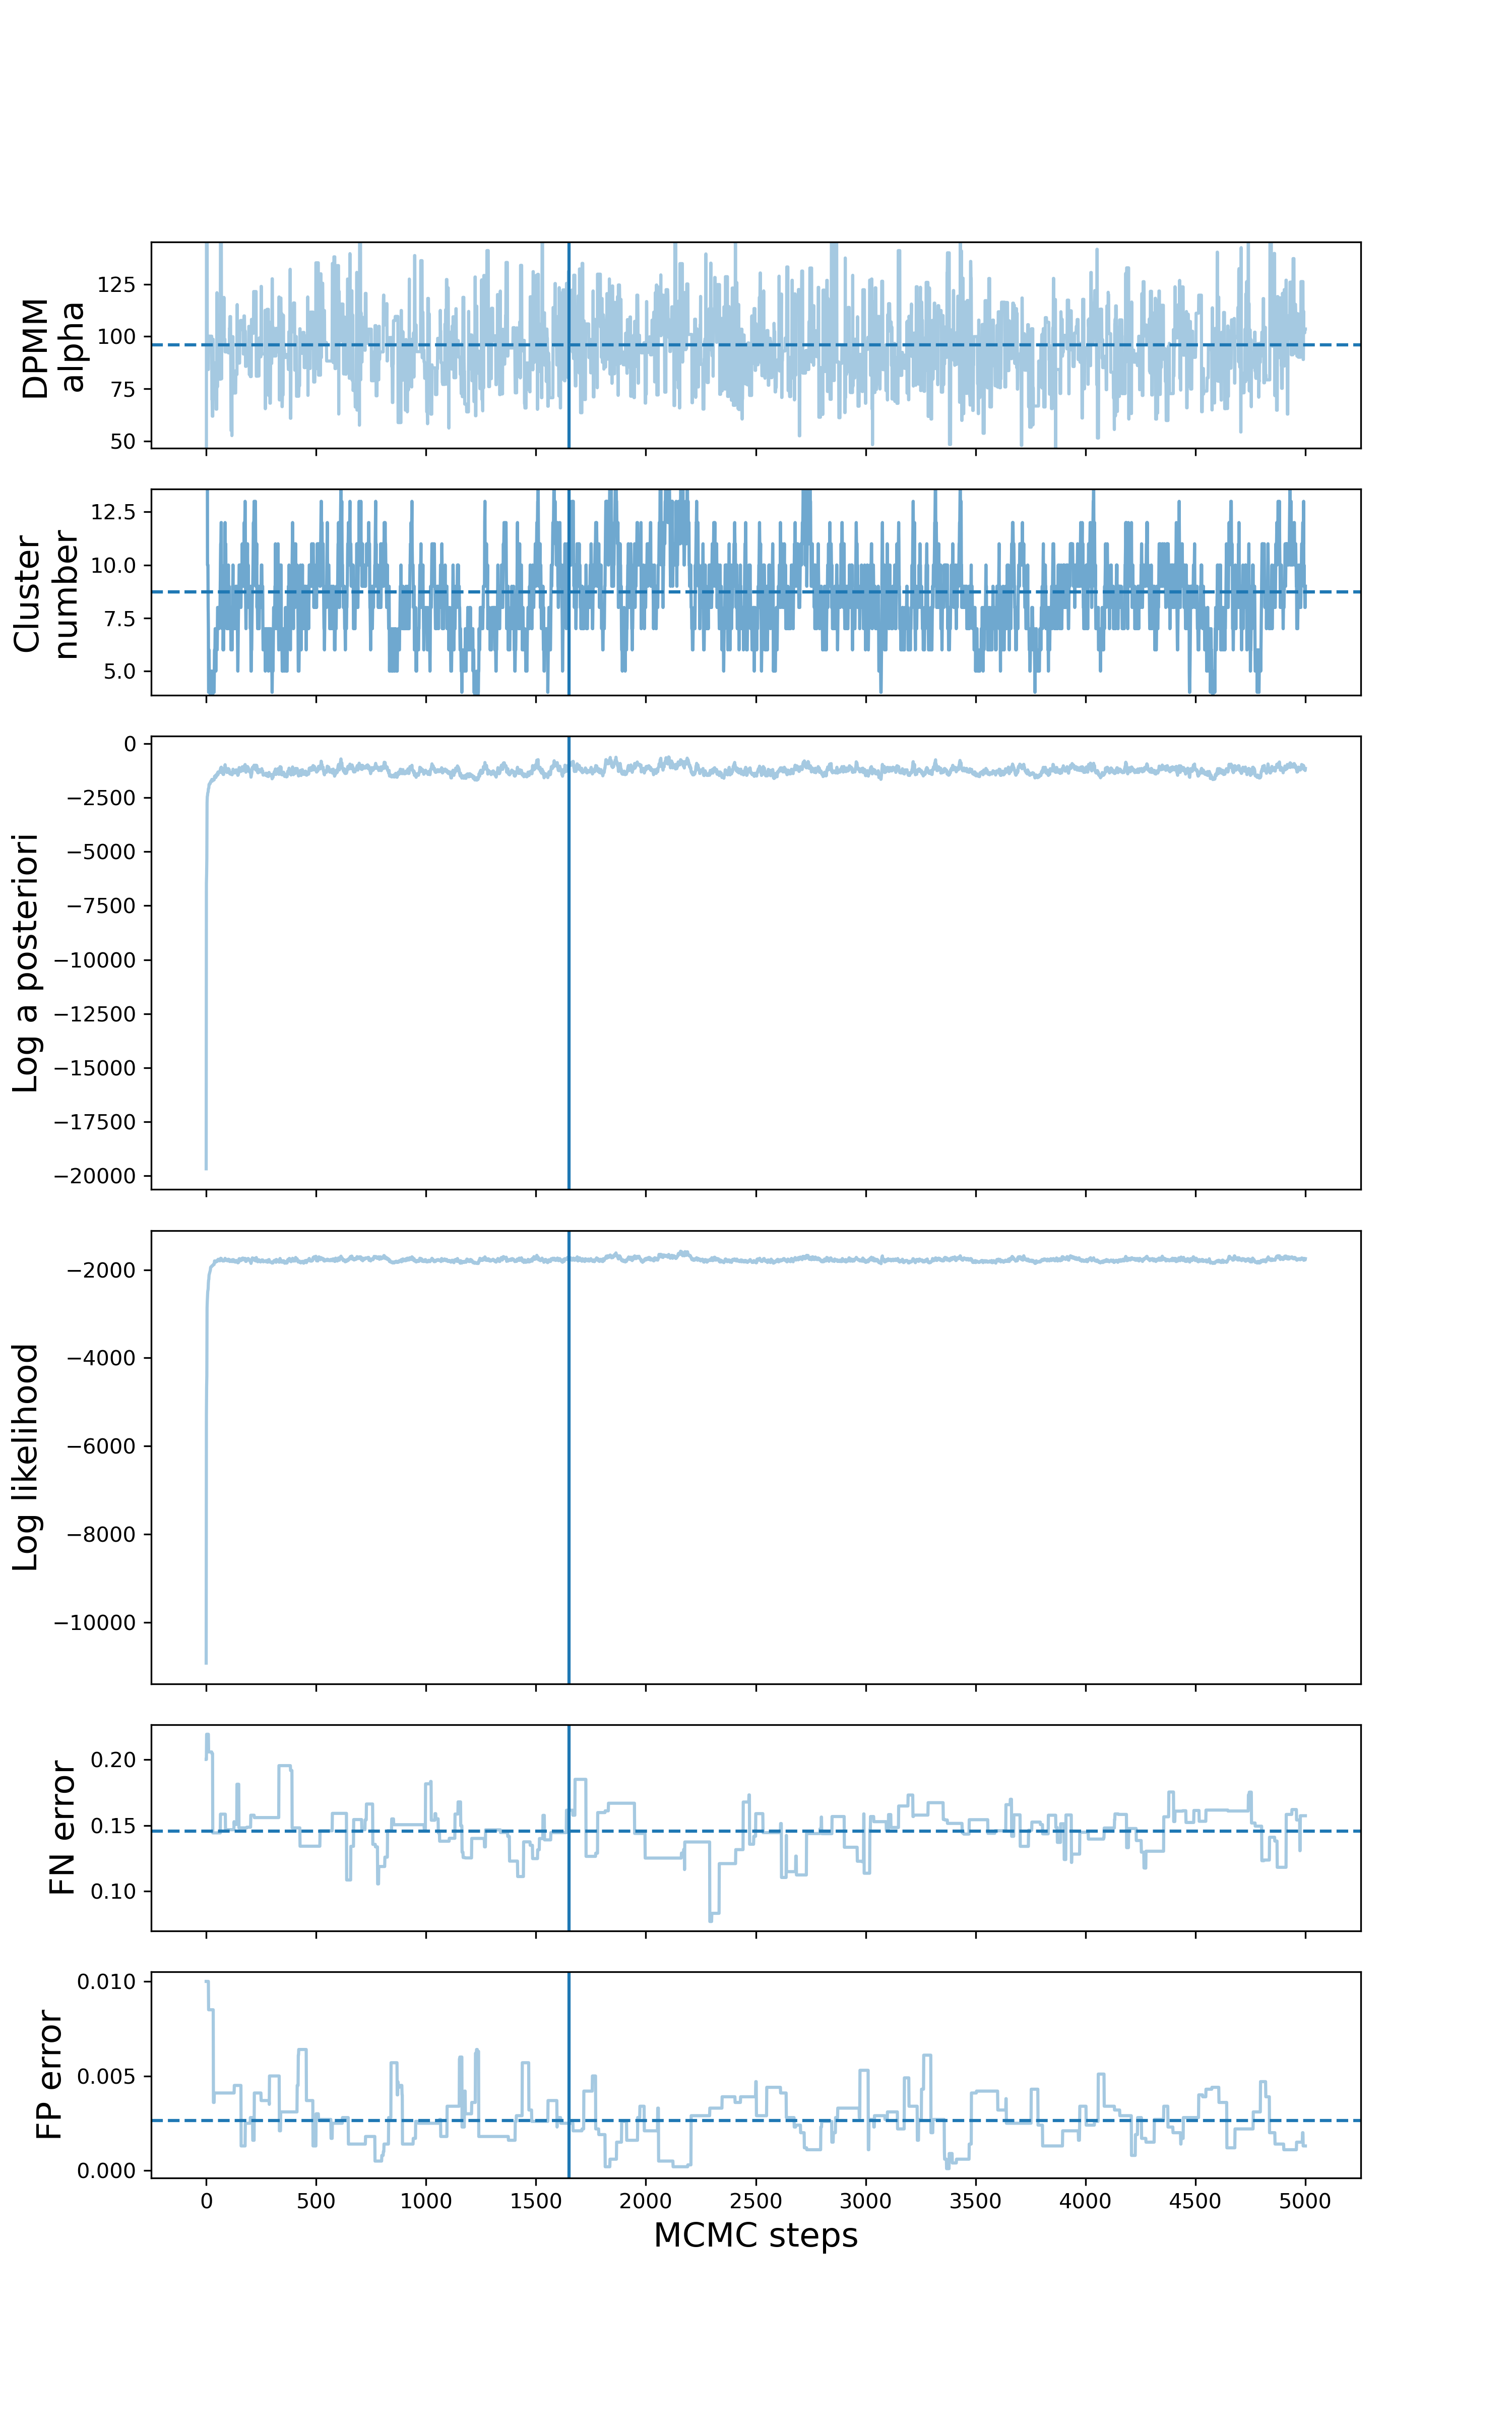 DPMM
alpha
125
100
75
50
Cluster
number
12.5
10.0
7.5
5.0
Log a posteriori
0
−2500
−5000
−7500
−10000
−12500
−15000
−17500
−20000
Log likelihood
−2000
−4000
−6000
−8000
−10000
FN error
0.20
0.15
0.10
FP error
0.010
0.005
0.000
0 500 1000 1500 2000 2500 3000 3500 4000 4500 5000
MCMC steps